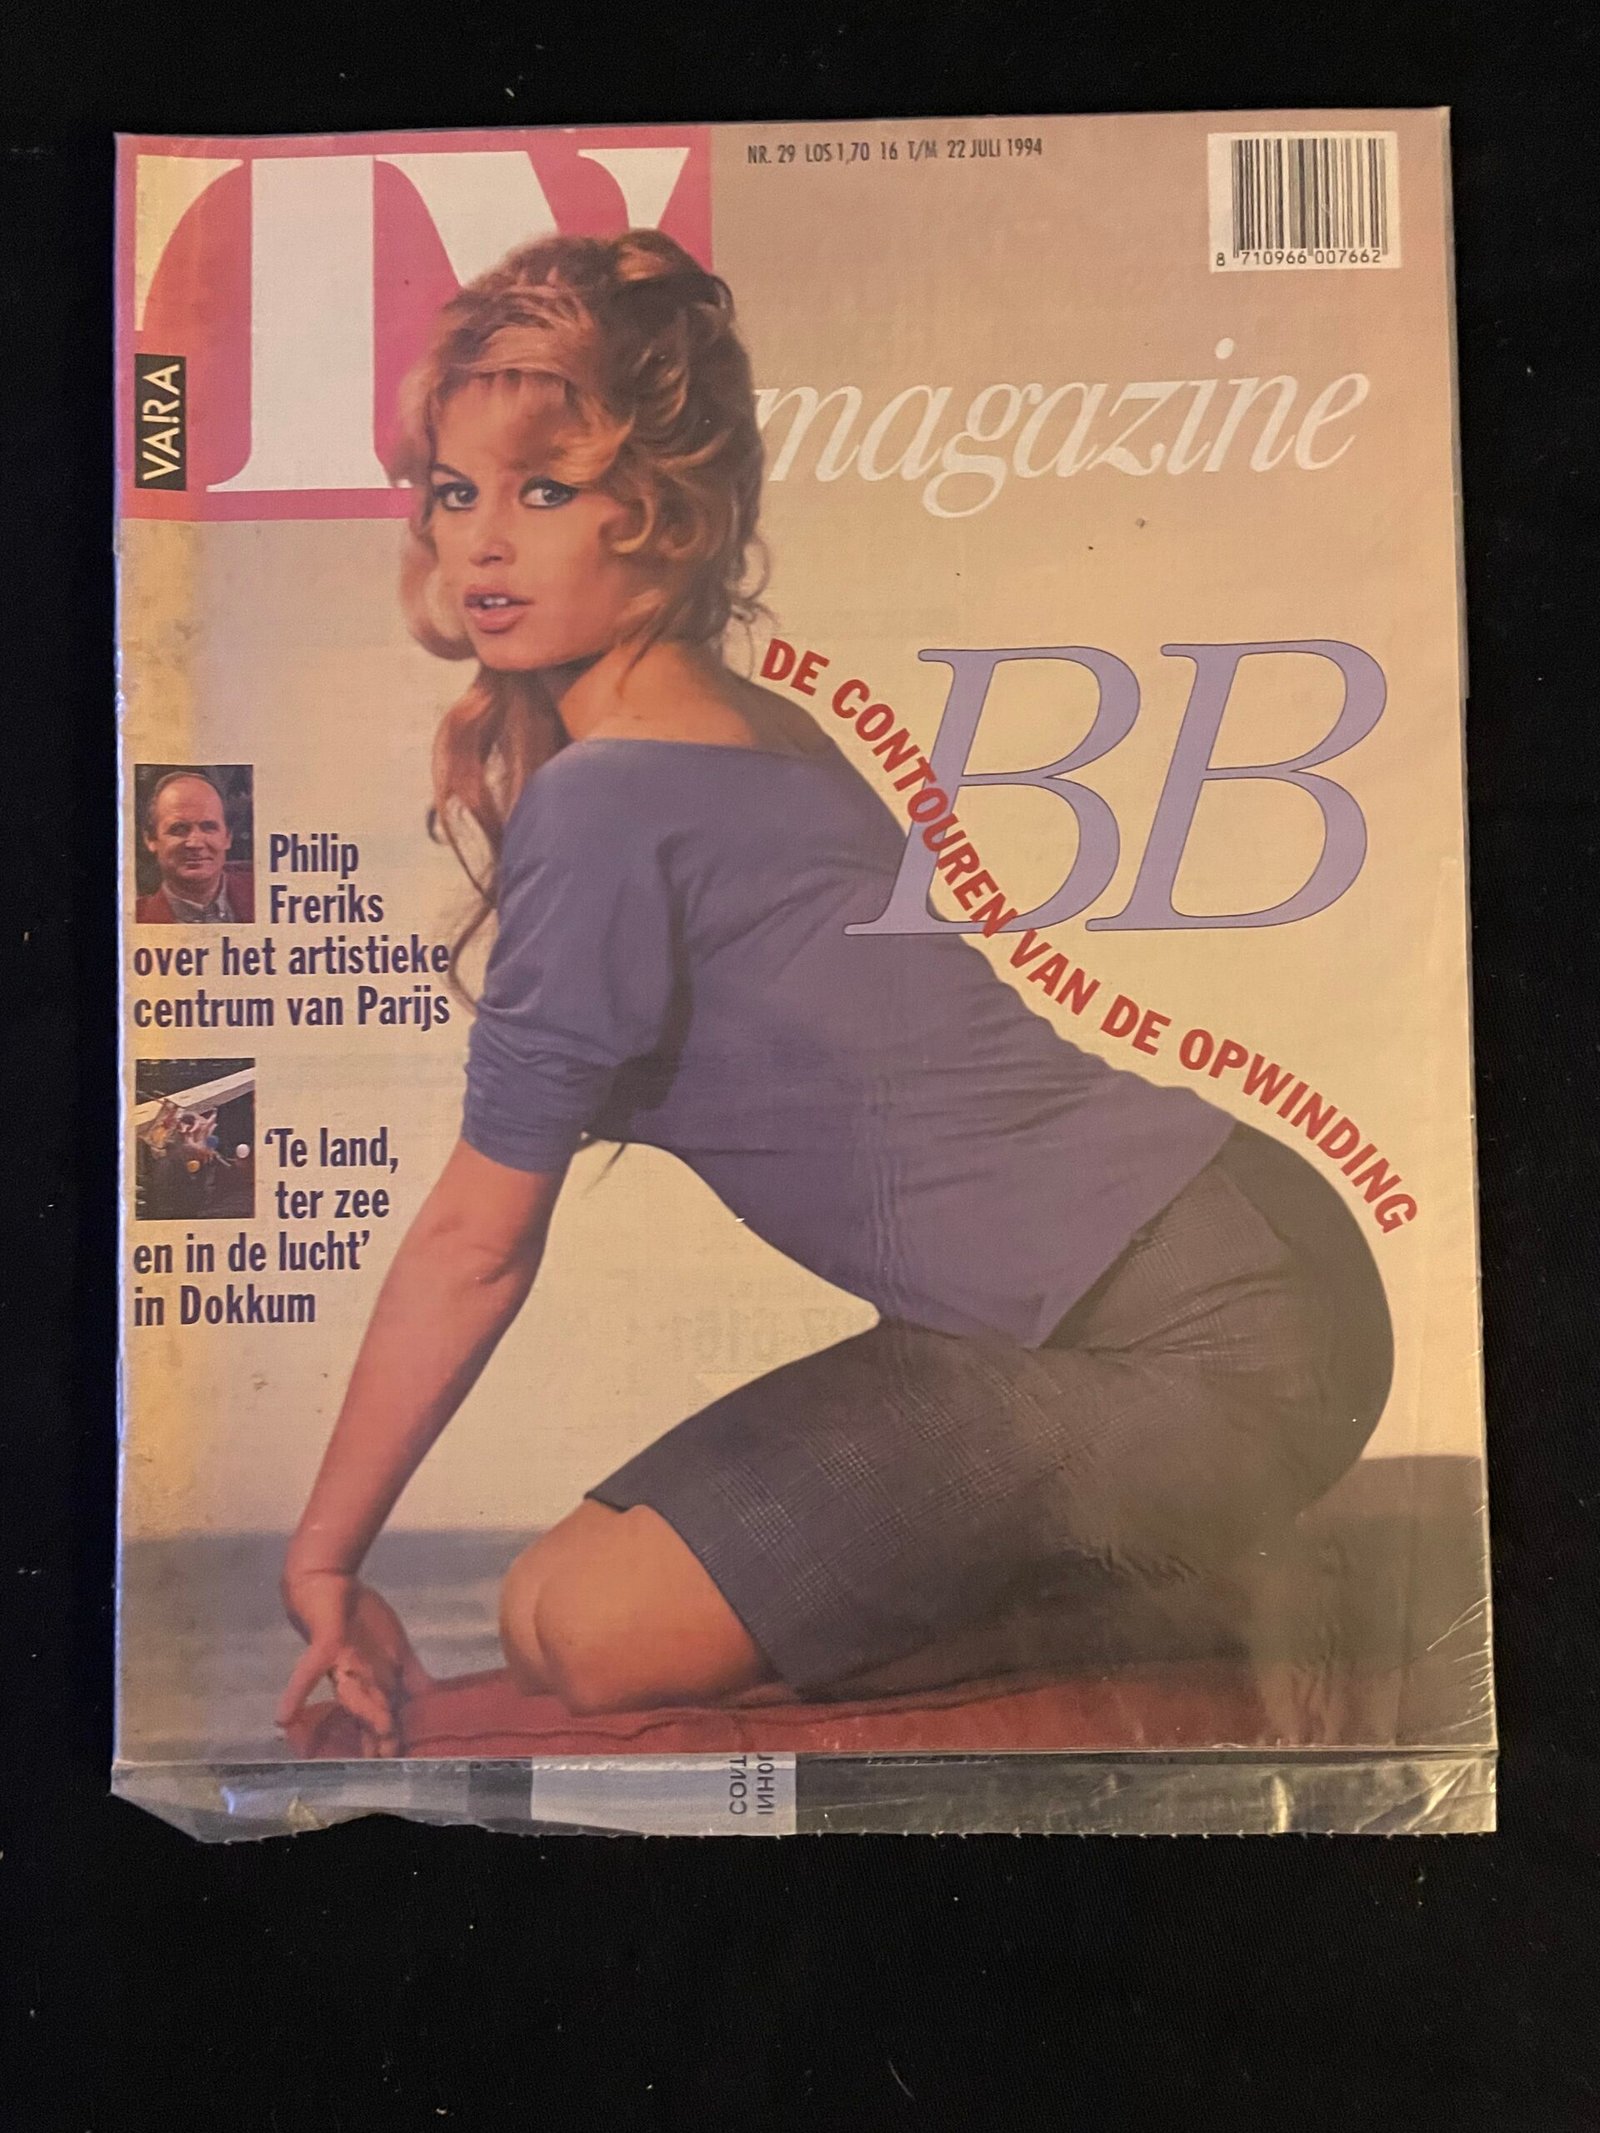 TV
NR. 29 LOS 1,70 16 T/M 22 JULI 1994
8 710966 007662
VARA
magazine
BB
DE CONTOUREN VAN DE OPWINDING
Philip
Freriks
over het artistieke
centrum van Parijs
‘Te land,
ter zee
en in de lucht’
in Dokkum